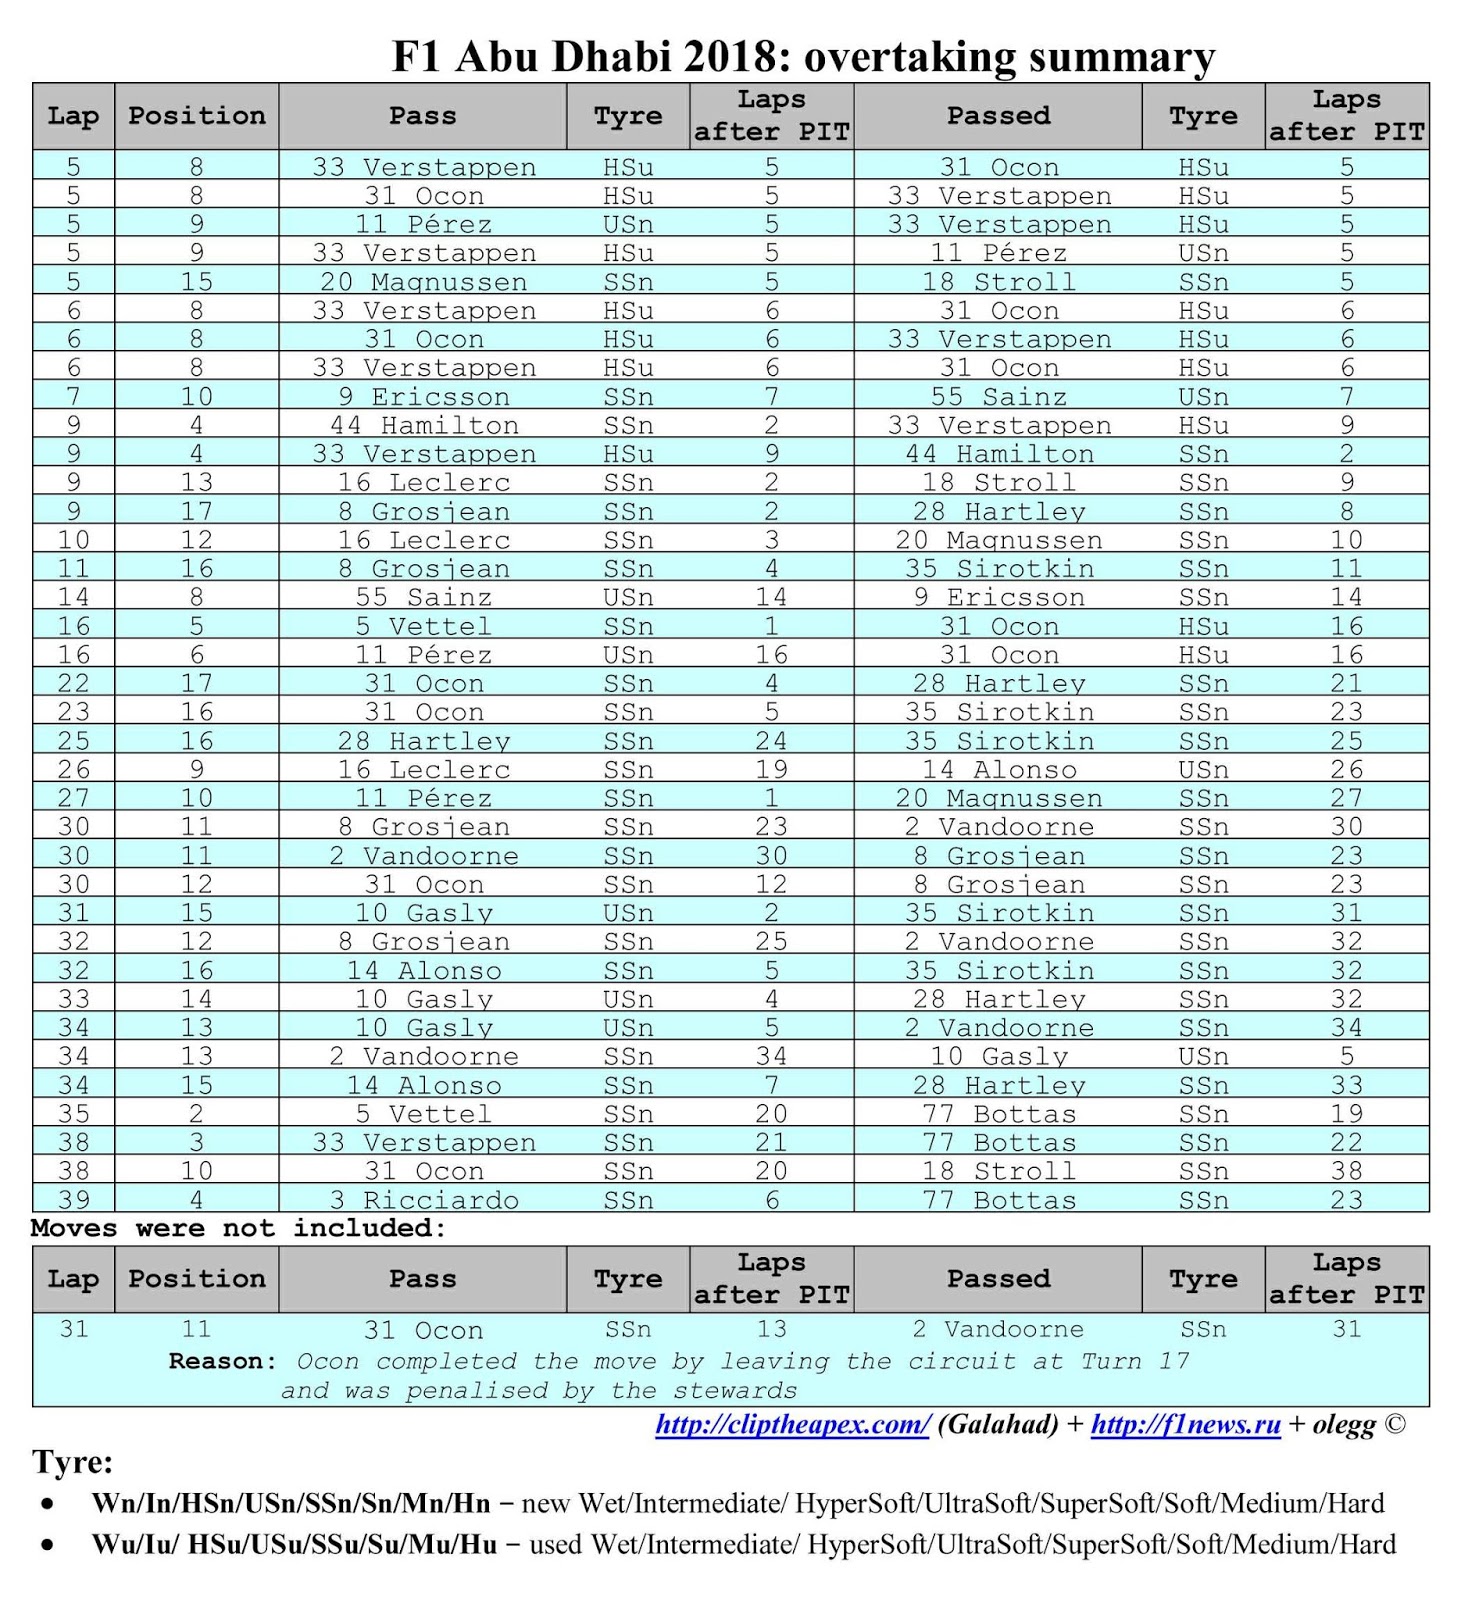 F1 Abu Dhabi 2018: overtaking summary
Lap Position Pass Tyre Laps after PIT Passed Tyre Laps after PIT
5 8 33 Verstappen HSu 5 31 Ocon HSu 5
5 8 31 Ocon HSu 5 33 Verstappen HSu 5
5 9 11 Pérez USn 5 33 Verstappen HSu 5
5 9 33 Verstappen HSu 5 11 Pérez USn 5
5 15 20 Magnussen SSn 5 18 Stroll SSn 5
6 8 33 Verstappen HSu 6 31 Ocon HSu 6
6 8 31 Ocon HSu 6 33 Verstappen HSu 6
6 8 33 Verstappen HSu 6 31 Ocon HSu 6
7 10 9 Ericsson SSn 7 55 Sainz USn 7
9 4 44 Hamilton SSn 2 33 Verstappen HSu 9
9 4 33 Verstappen HSu 9 44 Hamilton SSn 2
9 13 16 Leclerc SSn 2 18 Stroll SSn 9
9 17 8 Grosjean SSn 2 28 Hartley SSn 8
10 12 16 Leclerc SSn 3 20 Magnussen SSn 10
11 16 8 Grosjean SSn 4 35 Sirotkin SSn 11
14 8 55 Sainz USn 14 9 Ericsson SSn 14
16 5 5 Vettel SSn 1 31 Ocon HSu 16
16 6 11 Pérez USn 16 31 Ocon HSu 16
22 17 31 Ocon SSn 4 28 Hartley SSn 21
23 16 31 Ocon SSn 5 35 Sirotkin SSn 23
25 16 28 Hartley SSn 24 35 Sirotkin SSn 25
26 9 16 Leclerc SSn 19 14 Alonso USn 26
27 10 11 Pérez SSn 1 20 Magnussen SSn 27
30 11 8 Grosjean SSn 23 2 Vandoorne SSn 30
30 11 2 Vandoorne SSn 30 8 Grosjean SSn 23
30 12 31 Ocon SSn 12 8 Grosjean SSn 23
31 15 10 Gasly USn 2 35 Sirotkin SSn 31
32 12 8 Grosjean SSn 25 2 Vandoorne SSn 32
32 16 14 Alonso SSn 5 35 Sirotkin SSn 32
33 14 10 Gasly USn 4 28 Hartley SSn 32
34 13 10 Gasly USn 5 2 Vandoorne SSn 34
34 13 2 Vandoorne SSn 34 10 Gasly USn 5
34 15 14 Alonso SSn 7 28 Hartley SSn 33
35 2 5 Vettel SSn 20 77 Bottas SSn 19
38 3 33 Verstappen SSn 21 77 Bottas SSn 22
38 10 31 Ocon SSn 20 18 Stroll SSn 38
39 4 3 Ricciardo SSn 6 77 Bottas SSn 23
Moves were not included:
Lap Position Pass Tyre Laps after PIT Passed Tyre Laps after PIT
31 11 31 Ocon SSn 13 2 Vandoorne SSn 31
Reason: Ocon completed the move by leaving the circuit at Turn 17
and was penalised by the stewards
http://cliptheapex.com/ (Galahad) + http://f1news.ru + olegg ©
Tyre:
• Wn/In/HSn/USn/SSn/Sn/Mn/Hn – new Wet/Intermediate/ HyperSoft/UltraSoft/SuperSoft/Soft/Medium/Hard
• Wu/Iu/ HSu/USu/SSu/Su/Mu/Hu – used Wet/Intermediate/ HyperSoft/UltraSoft/SuperSoft/Soft/Medium/Hard